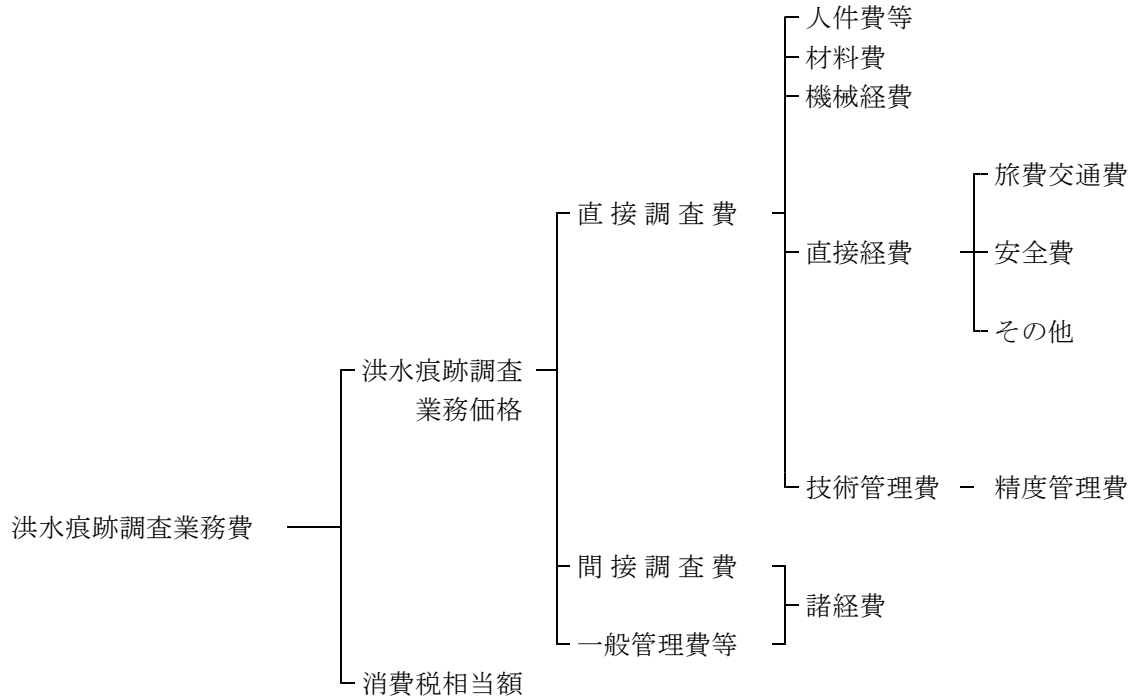 人件費等
材料費
機械経費
旅費交通費
直接調査費
直接経費
安全費
その他
洪水痕跡調査
業務価格
技術管理費
精度管理費
洪水痕跡調査業務費
間接調査費
諸経費
一般管理費等
消費税相当額